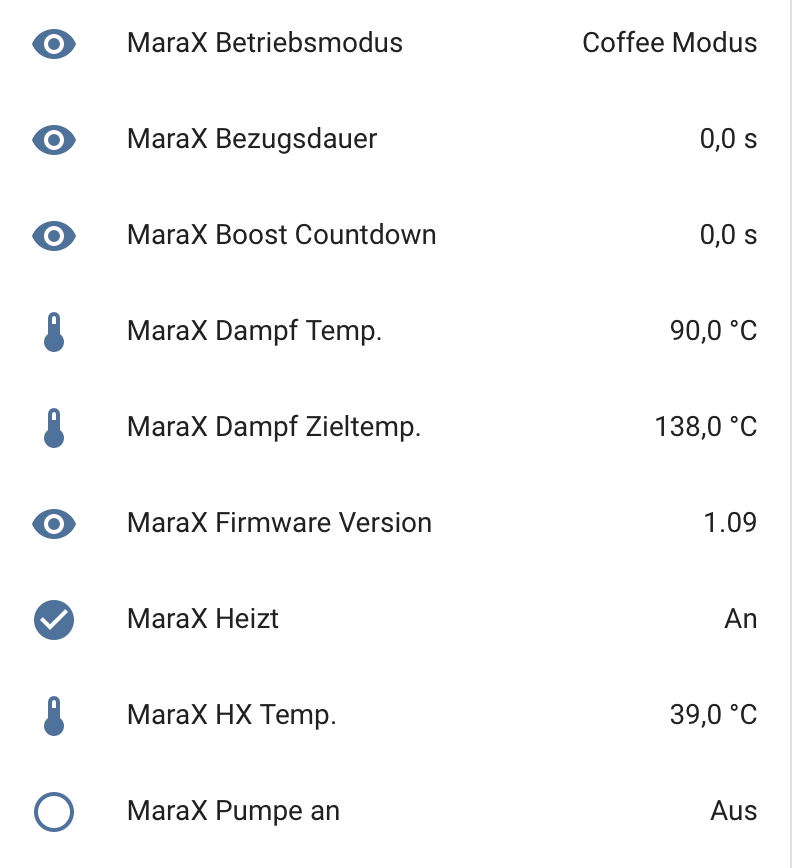 MaraX Betriebsmodus Coffee Modus
MaraX Bezugsdauer 0,0 s
MaraX Boost Countdown 0,0 s
MaraX Dampf Temp. 90,0 °C
MaraX Dampf Zieltemp. 138,0 °C
MaraX Firmware Version 1.09
MaraX Heizt An
MaraX HX Temp. 39,0 °C
MaraX Pumpe an Aus